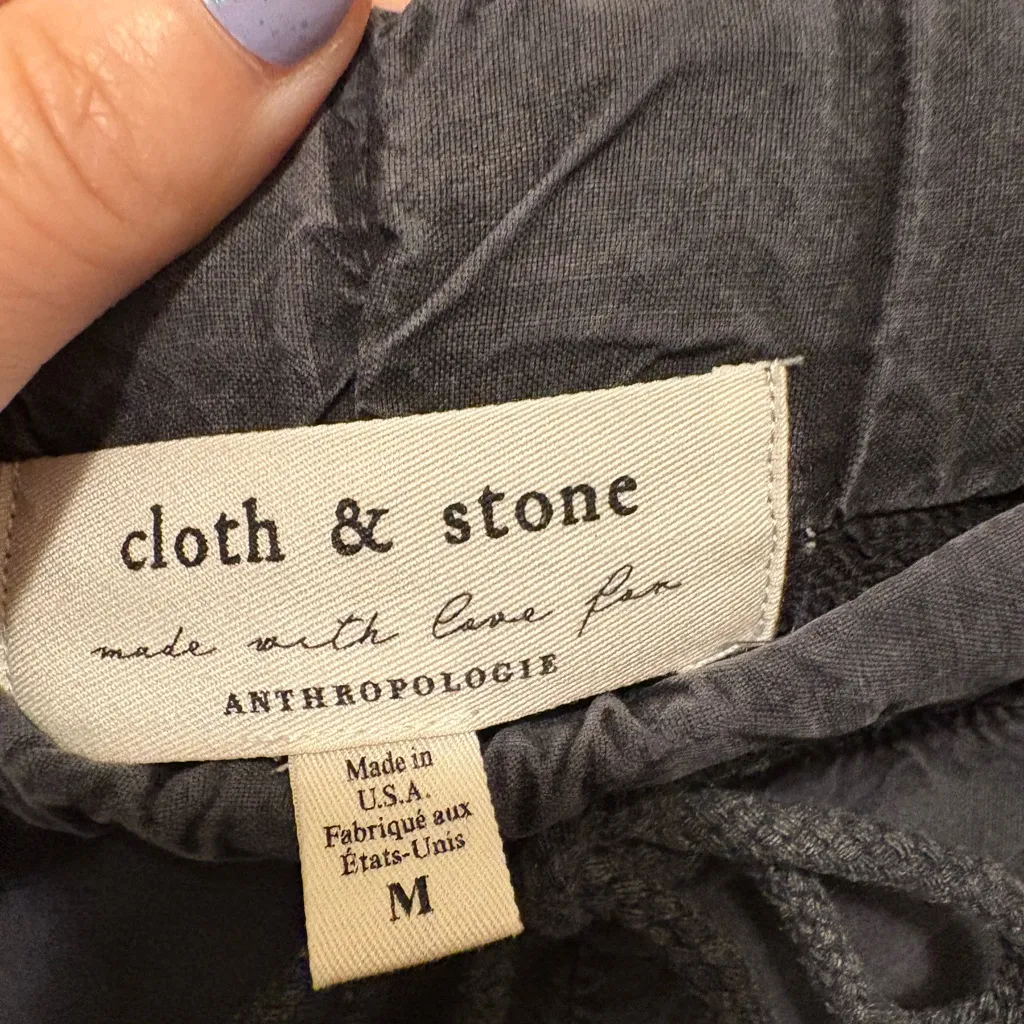 cloth & stone
made with love for
ANTHROPOLOGIE
Made in
U.S.A.
Fabriqué aux
États-Unis
M